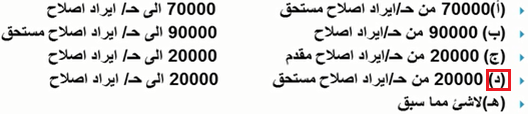 (أ)70000 من حـ/ايراد اصلاح مستحق 70000 الى حـ/ ايراد اصلاح
(ب) 90000 من حـ/ايراد اصلاح 90000 الى حـ/ ايراد اصلاح مستحق
(ج) 20000 من حـ/ايراد اصلاح مقدم 20000 الى حـ/ ايراد اصلاح
(د) 20000 من حـ/ايراد اصلاح مستحق 20000 الى حـ/ ايراد اصلاح
(هـ)لاشئ مما سبق